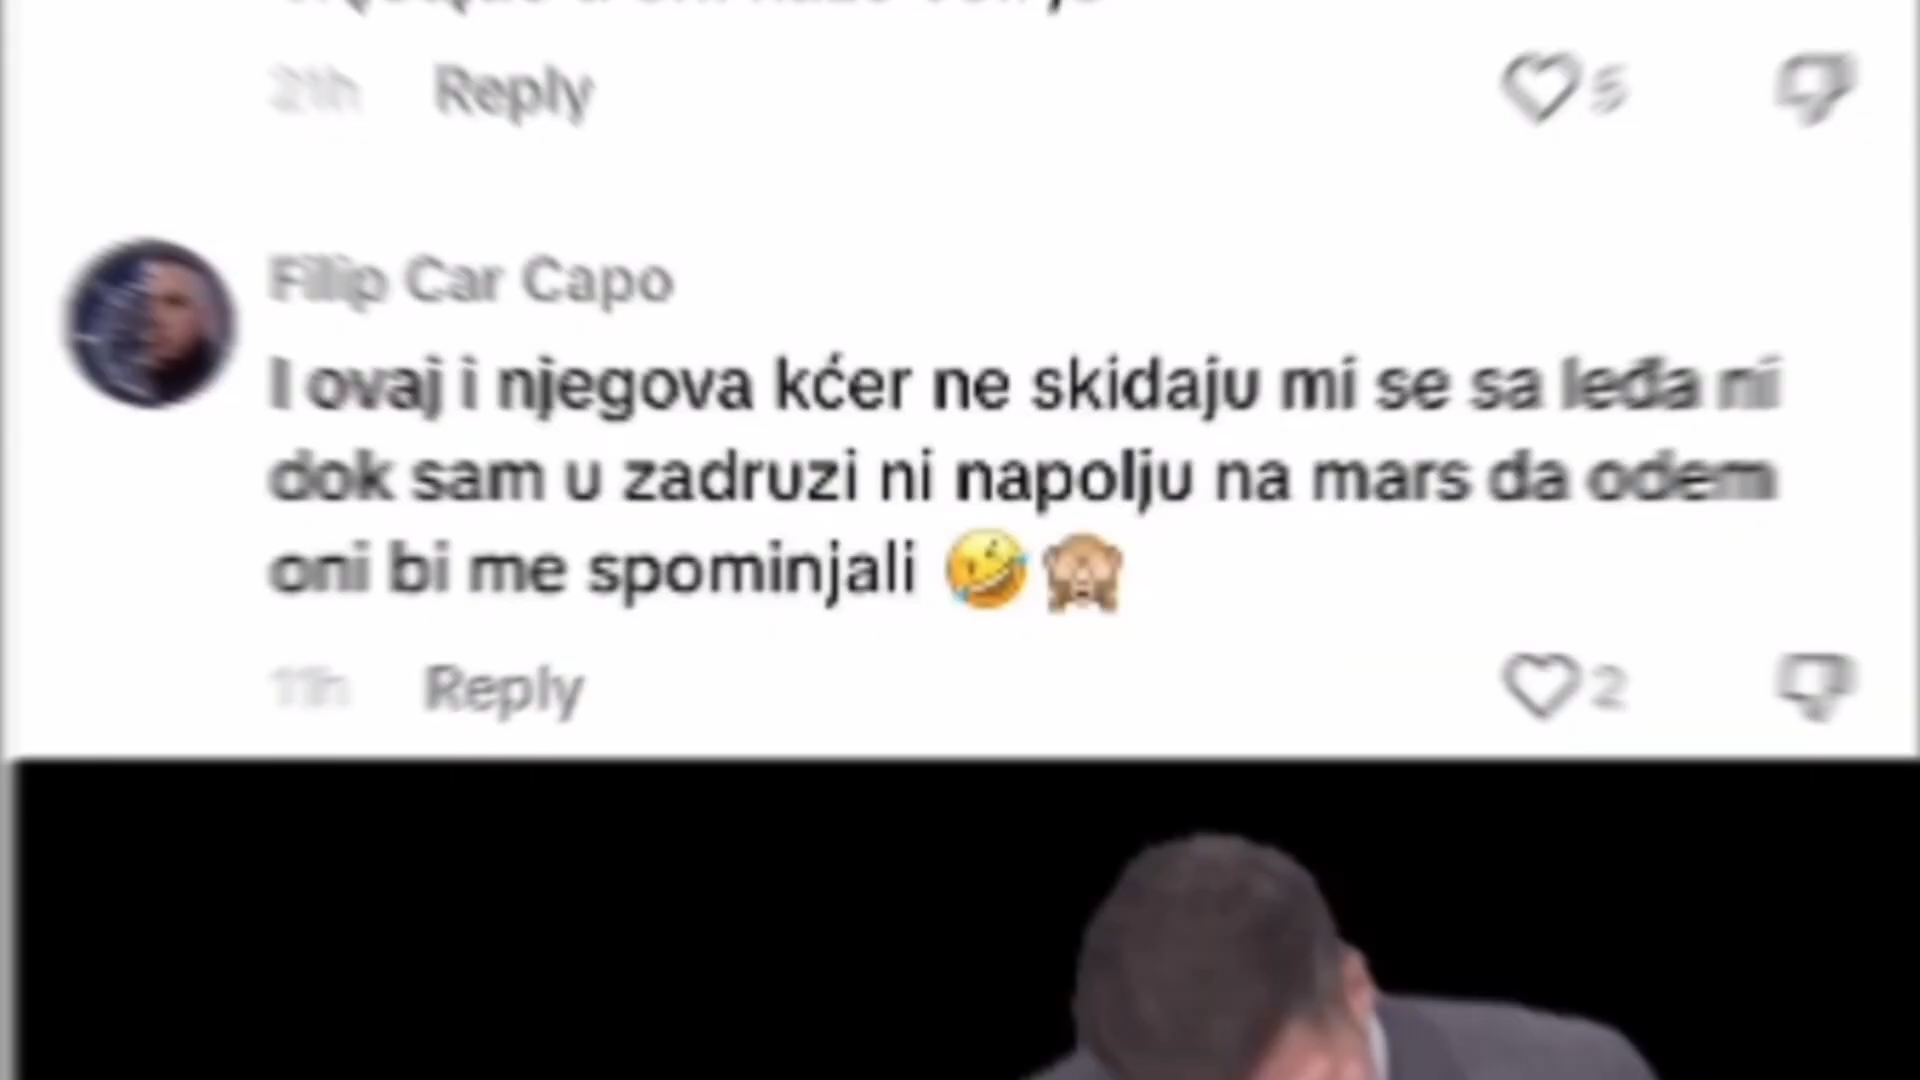 21h Reply 5
Filip Car Capo
I ovaj i njegova kćer ne skidaju mi se sa leđa ni
dok sam u zadruzi ni napolju na mars da odem
oni bi me spominjali 🤣🙈
11h Reply 2